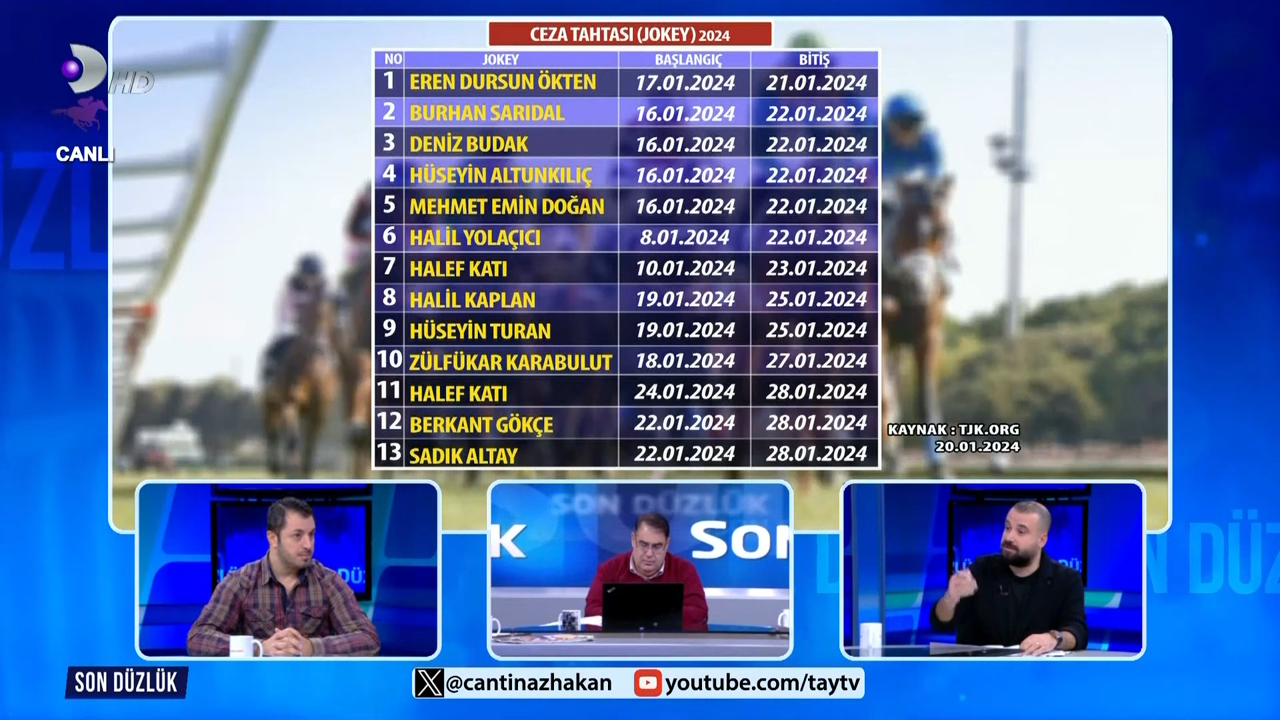 CEZA TAHTASI (JOKEY) 2024
NO JOKEY BAŞLANGIÇ BİTİŞ
1 EREN DURSUN ÖKTEN 17.01.2024 21.01.2024
2 BURHAN SARIDAL 16.01.2024 22.01.2024
3 DENİZ BUDAK 16.01.2024 22.01.2024
4 HÜSEYİN ALTUNKILIÇ 16.01.2024 22.01.2024
5 MEHMET EMİN DOĞAN 16.01.2024 22.01.2024
6 HALİL YOLAÇICI 8.01.2024 22.01.2024
7 HALEF KATI 10.01.2024 23.01.2024
8 HALİL KAPLAN 19.01.2024 25.01.2024
9 HÜSEYİN TURAN 19.01.2024 25.01.2024
10 ZÜLFÜKAR KARABULUT 18.01.2024 27.01.2024
11 HALEF KATI 24.01.2024 28.01.2024
12 BERKANT GÖKÇE 22.01.2024 28.01.2024
13 SADIK ALTAY 22.01.2024 28.01.2024
HD
CANLI
KAYNAK : TJK.ORG
20.01.2024
SON DÜZLÜK
K SON
SON DÜZLÜK
@cantinazhakan
youtube.com/taytv